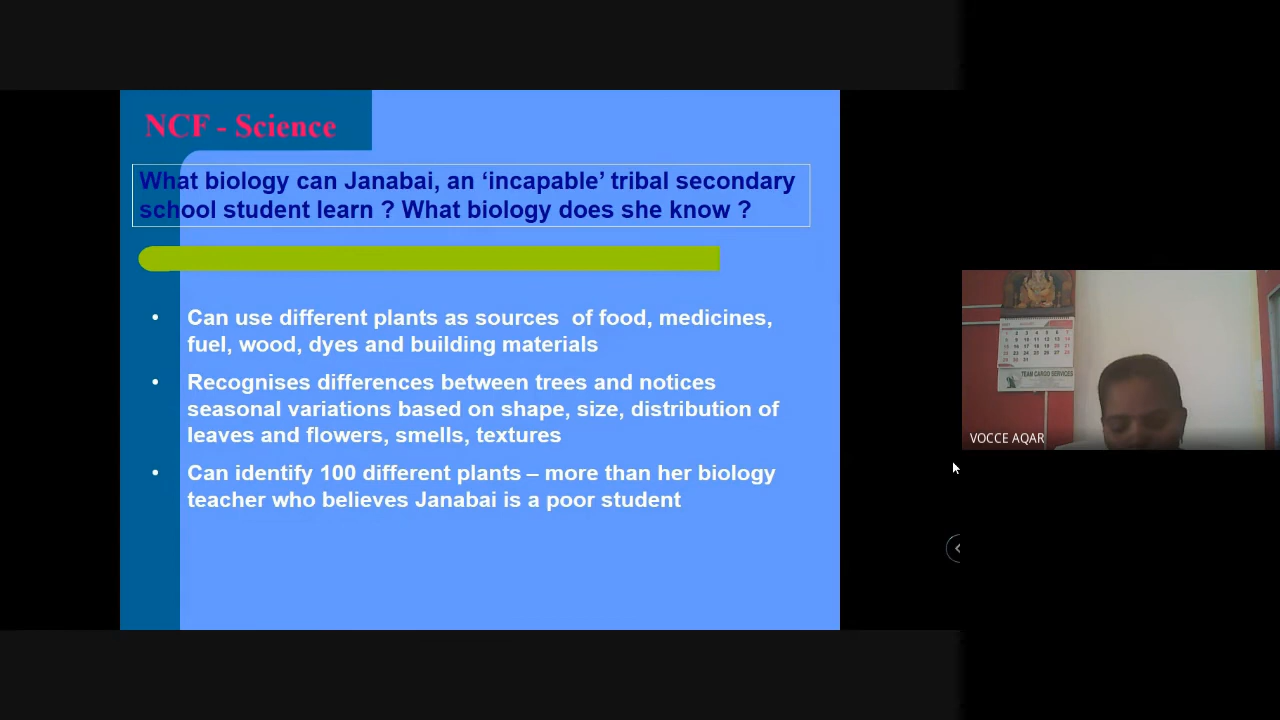 NCF - Science
What biology can Janabai, an ‘incapable’ tribal secondary
school student learn ? What biology does she know ?
• Can use different plants as sources  of food, medicines,
fuel, wood, dyes and building materials
• Recognises differences between trees and notices
seasonal variations based on shape, size, distribution of
leaves and flowers, smells, textures
• Can identify 100 different plants – more than her biology
teacher who believes Janabai is a poor student
TEAM CARGO SERVICES
VOCCE AQAR